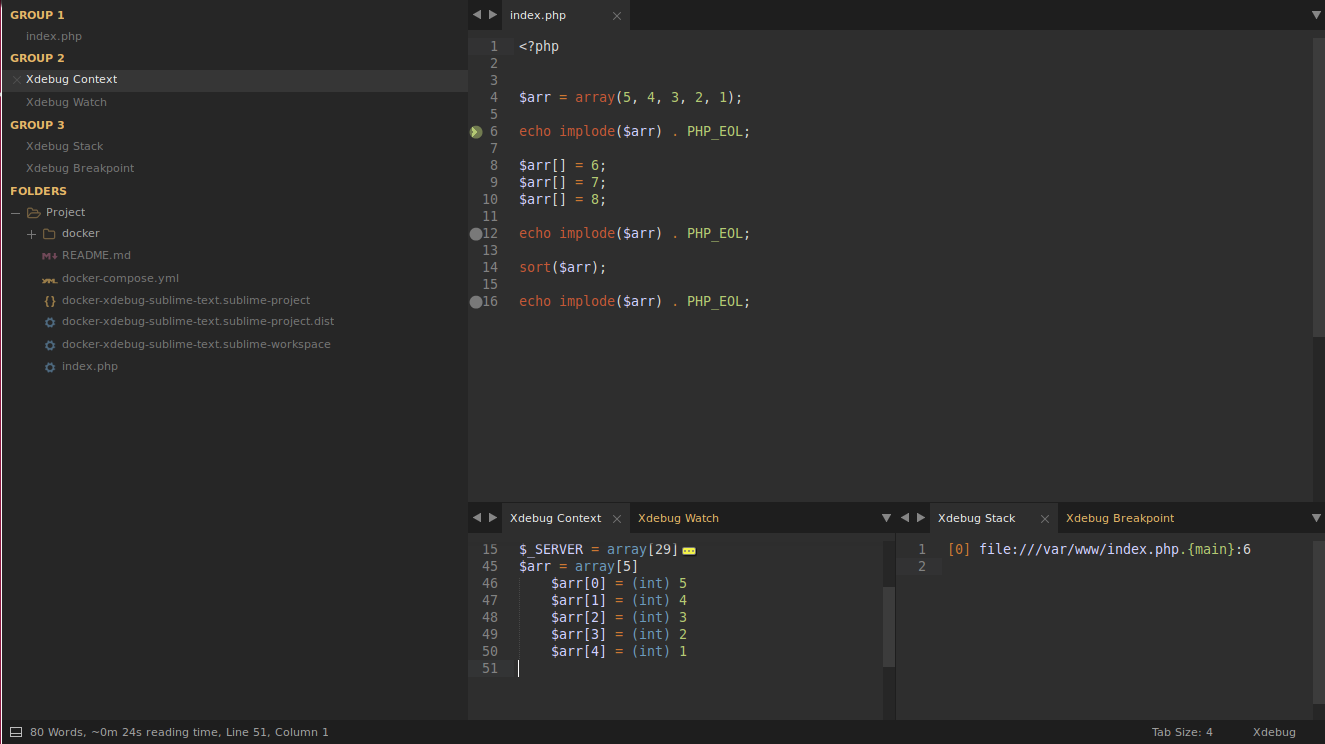 GROUP 1
index.php
GROUP 2
Xdebug Context
Xdebug Watch
GROUP 3
Xdebug Stack
Xdebug Breakpoint
FOLDERS
Project
docker
README.md
docker-compose.yml
{} docker-xdebug-sublime-text.sublime-project
docker-xdebug-sublime-text.sublime-project.dist
docker-xdebug-sublime-text.sublime-workspace
index.php
index.php
1 <?php
2
3
4 $arr = array(5, 4, 3, 2, 1);
5
6 echo implode($arr) . PHP_EOL;
7
8 $arr[] = 6;
9 $arr[] = 7;
10 $arr[] = 8;
11
12 echo implode($arr) . PHP_EOL;
13
14 sort($arr);
15
16 echo implode($arr) . PHP_EOL;
Xdebug Context Xdebug Watch
15 $_SERVER = array[29]
45 $arr = array[5]
46 $arr[0] = (int) 5
47 $arr[1] = (int) 4
48 $arr[2] = (int) 3
49 $arr[3] = (int) 2
50 $arr[4] = (int) 1
51
Xdebug Stack Xdebug Breakpoint
1 [0] file:///var/www/index.php.{main}:6
2
80 Words, ~0m 24s reading time, Line 51, Column 1
Tab Size: 4 Xdebug